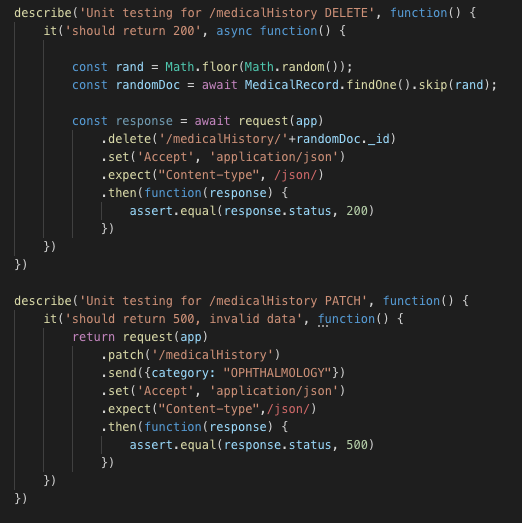 describe('Unit testing for /medicalHistory DELETE', function() {
    it('should return 200', async function() {

        const rand = Math.floor(Math.random());
        const randomDoc = await MedicalRecord.findOne().skip(rand);

        const response = await request(app)
            .delete('/medicalHistory/'+randomDoc._id)
            .set('Accept', 'application/json')
            .expect("Content-type", /json/)
            .then(function(response) {
                assert.equal(response.status, 200)
            })
    })
})

describe('Unit testing for /medicalHistory PATCH', function() {
    it('should return 500, invalid data', function() {
        return request(app)
            .patch('/medicalHistory')
            .send({category: "OPHTHALMOLOGY"})
            .set('Accept', 'application/json')
            .expect("Content-type",/json/)
            .then(function(response) {
                assert.equal(response.status, 500)
            })
    })
})